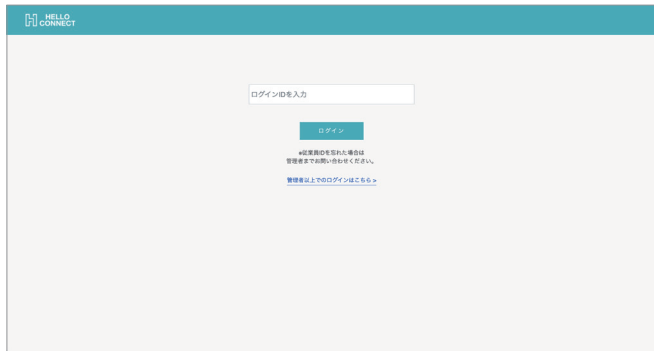 HELLO
CONNECT
ログインIDを入力
ログイン
※従業員IDを忘れた場合は
管理者までお問い合わせください。
管理者以上でのログインはこちら >